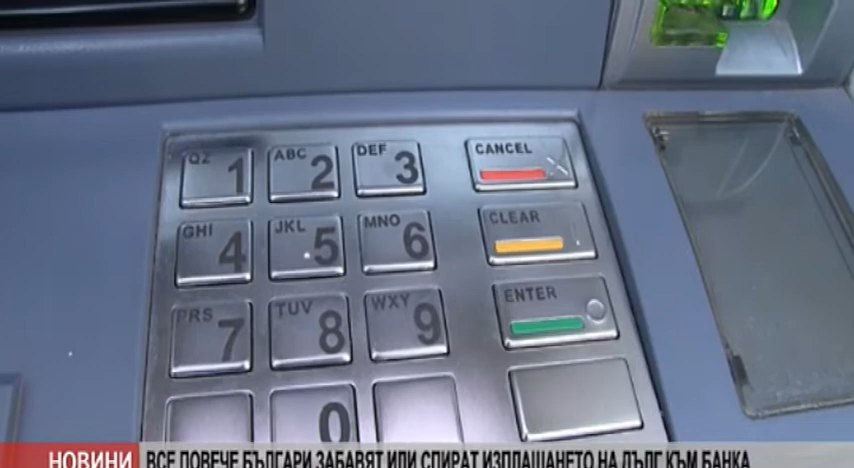 QZ 1 ABC 2 DEF 3 CANCEL
GHI 4 JKL 5 MNO 6 CLEAR
PRS 7 TUV 8 WXY 9 ENTER
0
НОВИНИ ВСЕ ПОВЕЧЕ БЪЛГАРИ ЗАБАВЯТ ИЛИ СПИРАТ ИЗПЛАЩАНЕТО НА ДЪЛГ КЪМ БАНКА